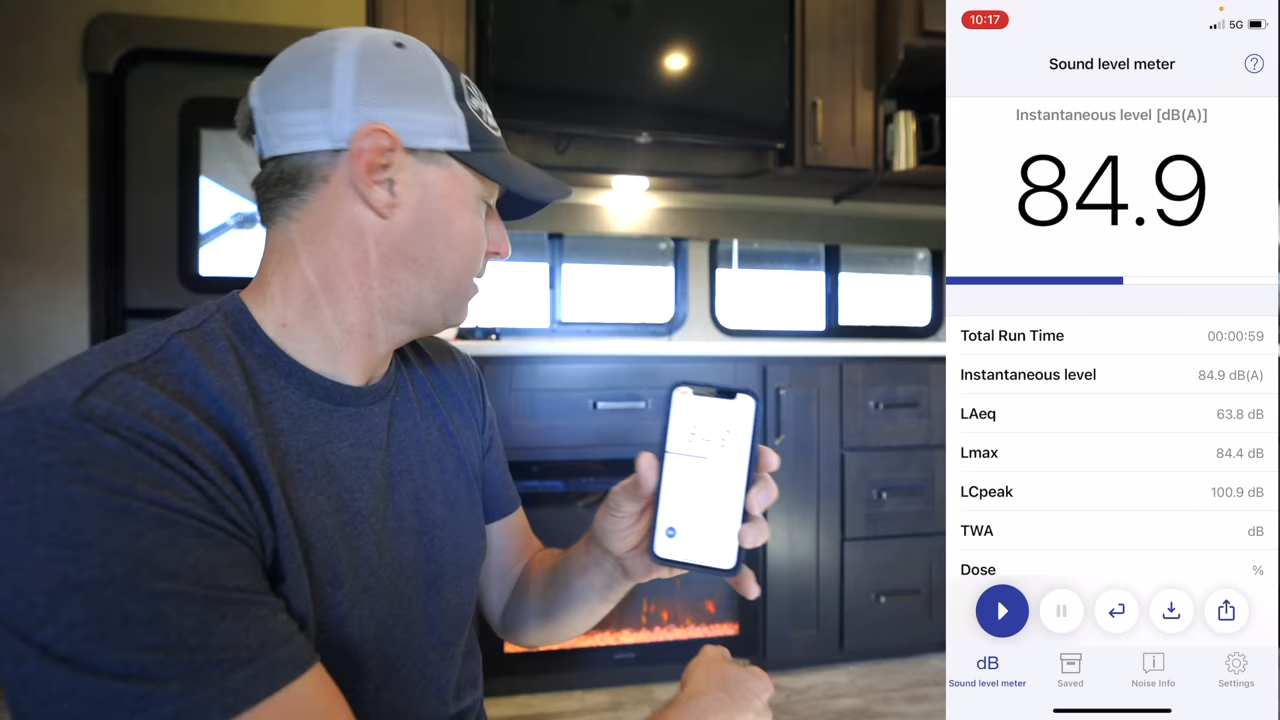 10:17
5G
Sound level meter
?
Instantaneous level [dB(A)]
84.9
Total Run Time 00:00:59
Instantaneous level 84.9 dB(A)
LAeq 63.8 dB
Lmax 84.4 dB
LCpeak 100.9 dB
TWA dB
Dose %
dB
Sound level meter Saved Noise Info Settings